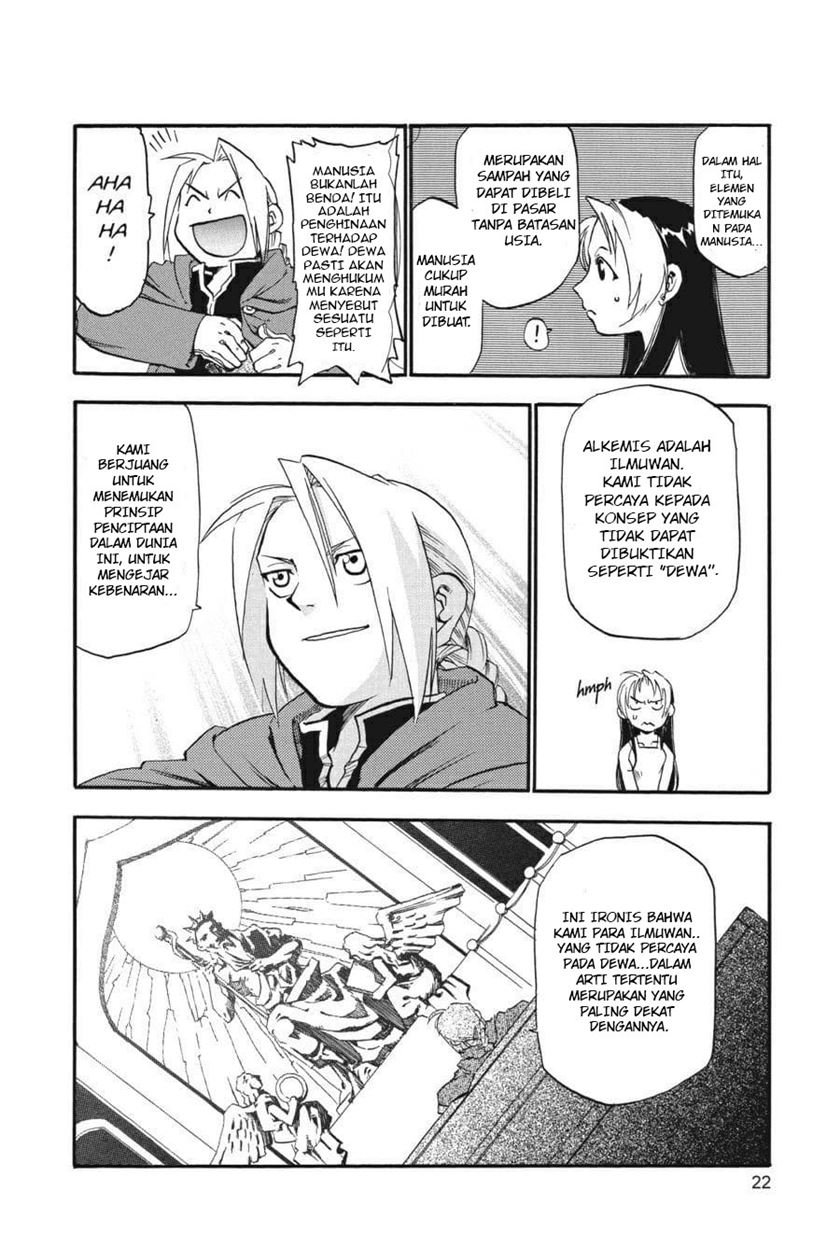 DALAM HAL
ITU,
ELEMEN
YANG
DITEMUKA
N PADA
MANUSIA...
MERUPAKAN
SAMPAH YANG
DAPAT DIBELI
DI PASAR
TANPA BATASAN
USIA.
MANUSIA
CUKUP
MURAH
UNTUK
DIBUAT.
!
MANUSIA
BUKANLAH
BENDA! ITU
ADALAH
PENGHINAAN
TERHADAP
DEWA! DEWA
PASTI AKAN
MENGHUKUM
MU KARENA
MENYEBUT
SESUATU
SEPERTI
ITU.
AHA
HA
HA
!
ALKEMIS ADALAH
ILMUWAN.
KAMI TIDAK
PERCAYA KEPADA
KONSEP YANG
TIDAK DAPAT
DIBUKTIKAN
SEPERTI "DEWA".
hmph
KAMI
BERJUANG
UNTUK
MENEMUKAN
PRINSIP
PENCIPTAAN
DALAM DUNIA
INI, UNTUK
MENGEJAR
KEBENARAN...
INI IRONIS BAHWA
KAMI PARA ILMUWAN..
YANG TIDAK PERCAYA
PADA DEWA...DALAM
ARTI TERTENTU
MERUPAKAN YANG
PALING DEKAT
DENGANNYA.
22